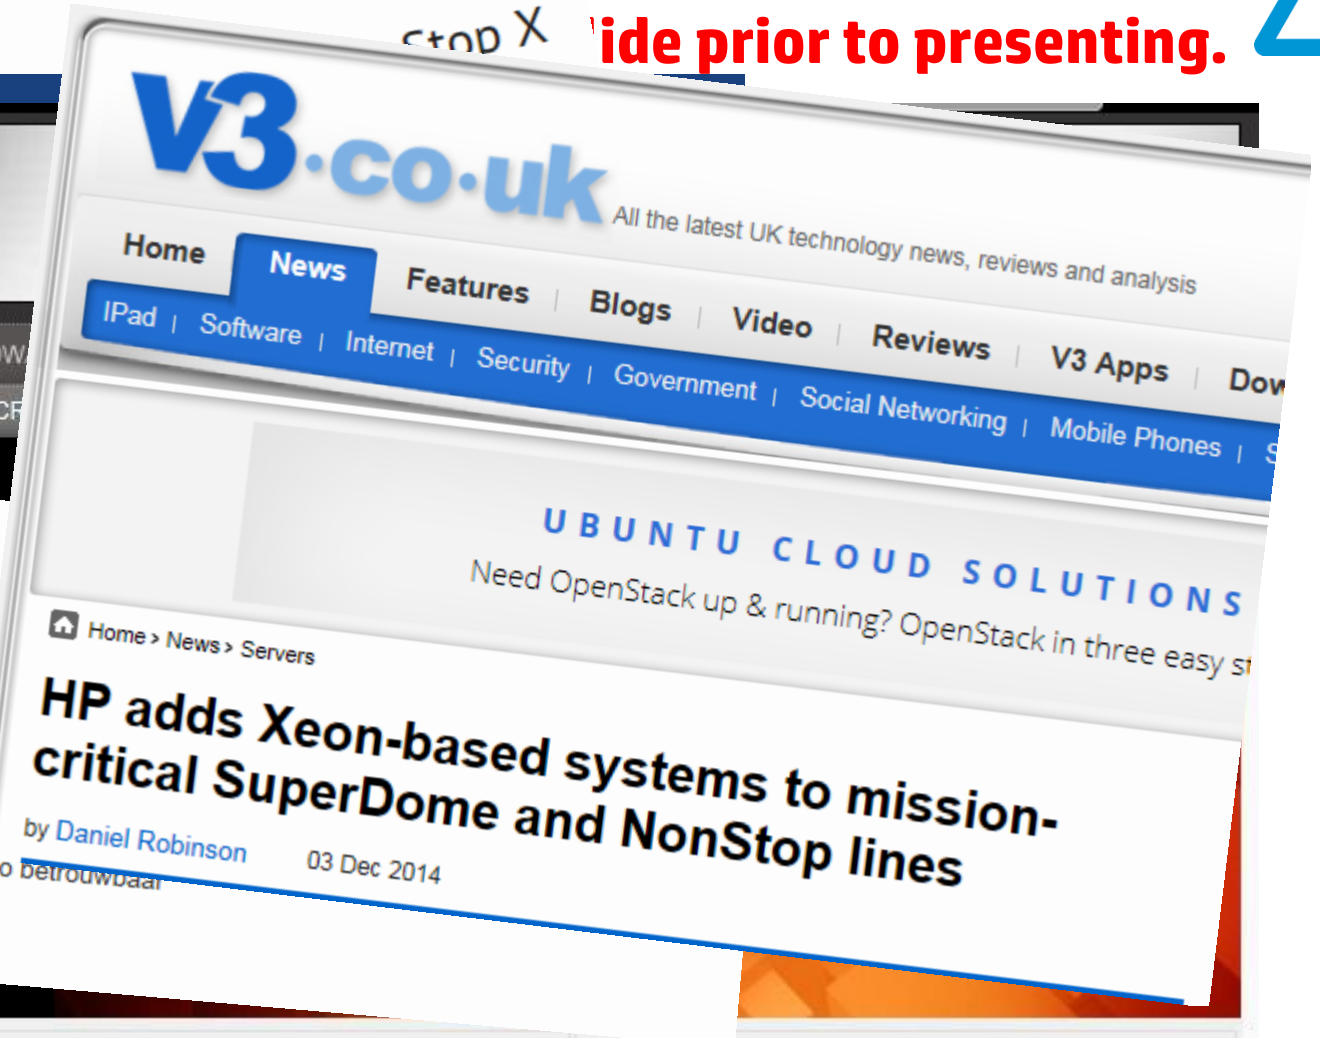 Stop X
ide prior to presenting.
v3.co.uk
All the latest UK technology news, reviews and analysis
Home News Features | Blogs | Video | Reviews | V3 Apps |
IPad | Software | Internet | Security | Government | Social Networking | Mobile Phones |
UBUNTU CLOUD SOLUTIONS
Need OpenStack up & running? OpenStack in three easy
Home > News > Servers
HP adds Xeon-based systems to mission-
critical SuperDome and NonStop lines
by Daniel Robinson 03 Dec 2014
o betrouwbaar